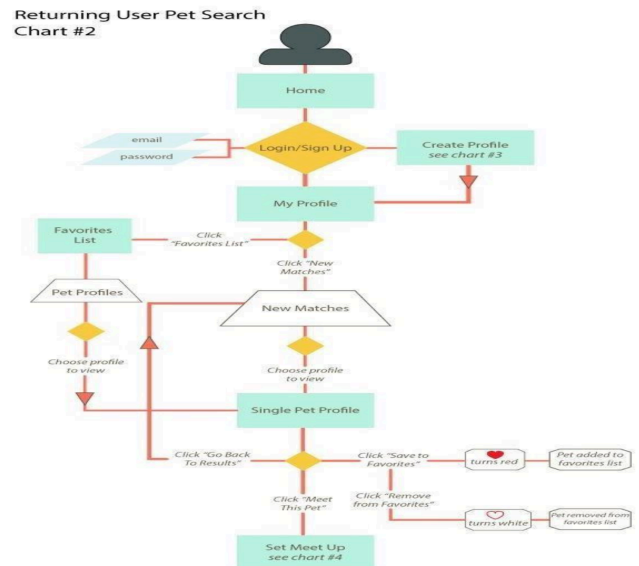 Returning User Pet Search
Chart #2
Home
email
password
Login/Sign Up
Create Profile
see chart #3
My Profile
Favorites
List
Click
"Favorites List"
Click "New
Matches"
Pet Profiles
New Matches
Choose profile
to view
Choose profile
to view
Single Pet Profile
Click "Go Back
To Results"
Click "Save to
Favorites"
turns red
Pet added to
favorites list
Click "Meet
This Pet"
Click "Remove
from Favorites"
turns white
Pet removed from
favorites list
Set Meet Up
see chart #4